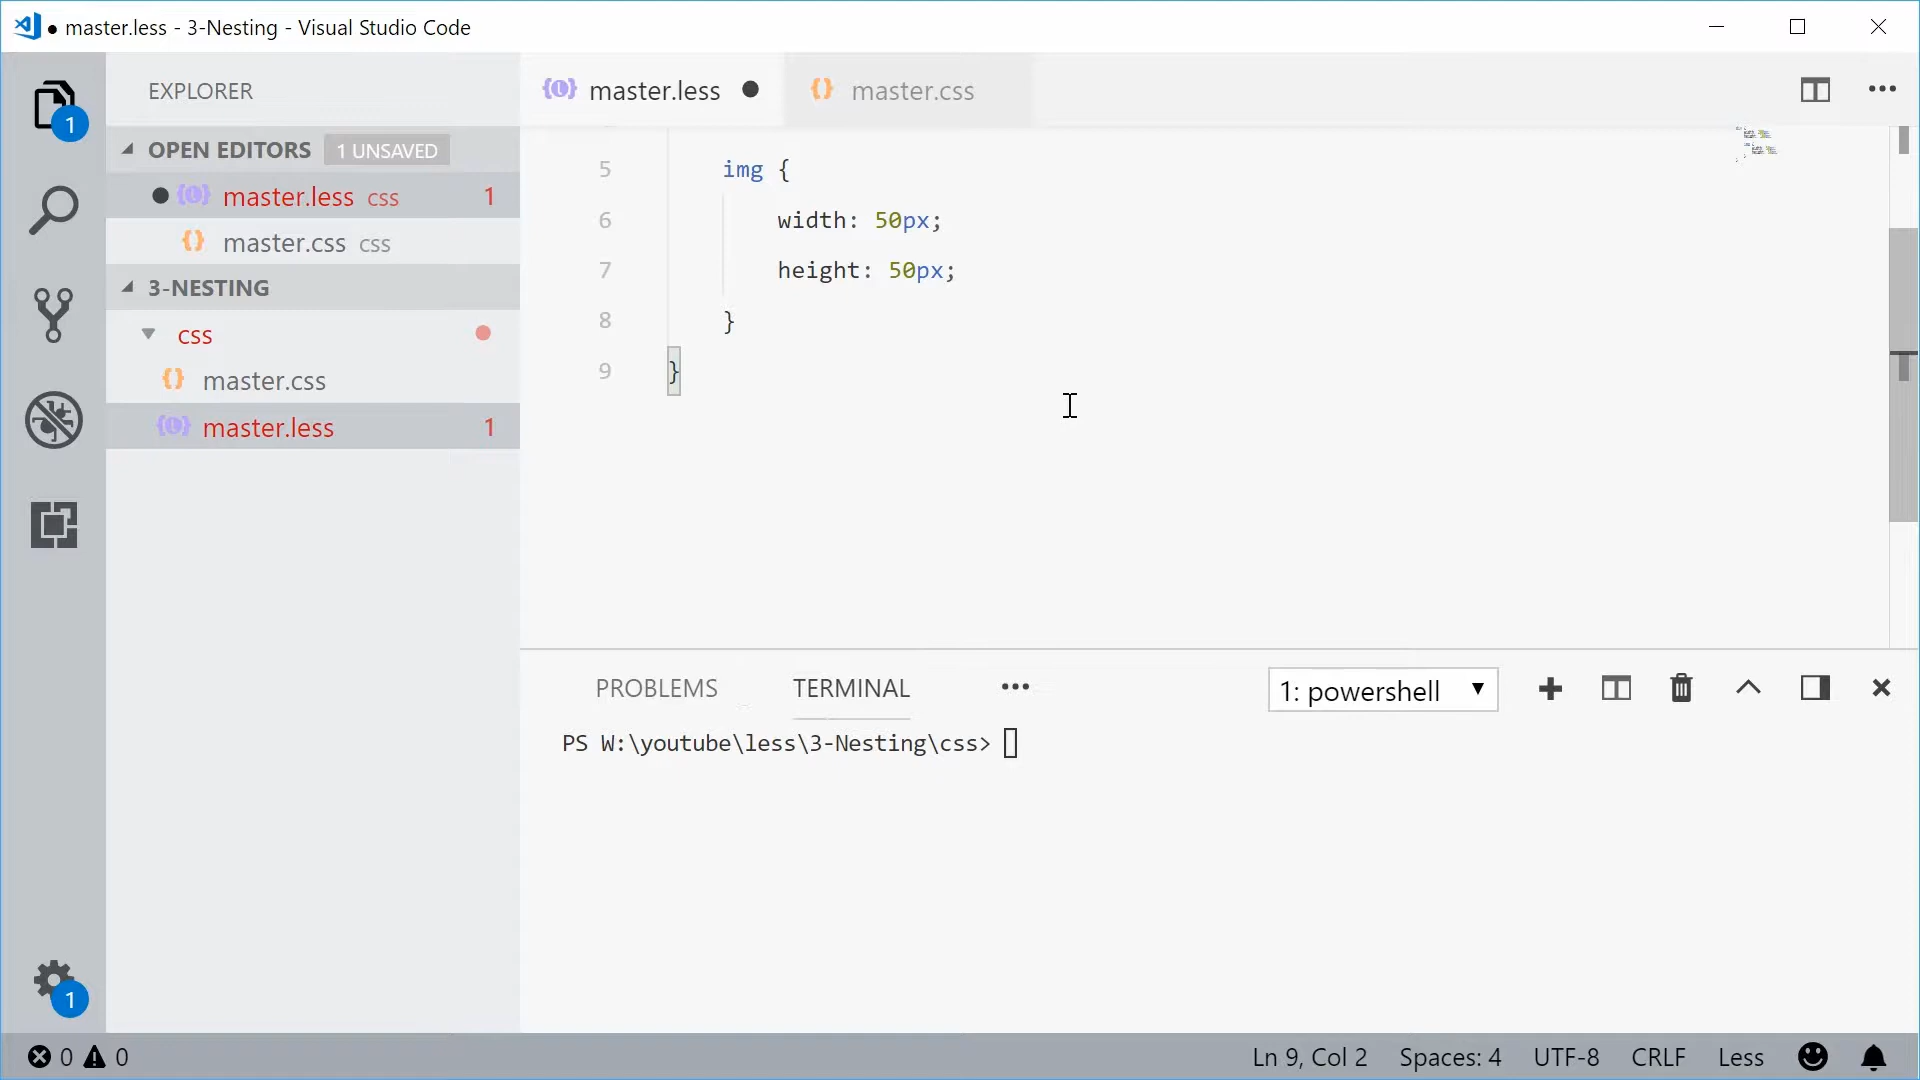 master.less - 3-Nesting - Visual Studio Code
1
EXPLORER
OPEN EDITORS 1 UNSAVED
master.less css 1
master.css css
3-NESTING
css
master.css
master.less 1
master.less
master.css
5 img {
6 width: 50px;
7 height: 50px;
8 }
9 }
PROBLEMS TERMINAL
1: powershell
PS W:\youtube\less\3-Nesting\css>
1
0 0
Ln 9, Col 2 Spaces: 4 UTF-8 CRLF Less